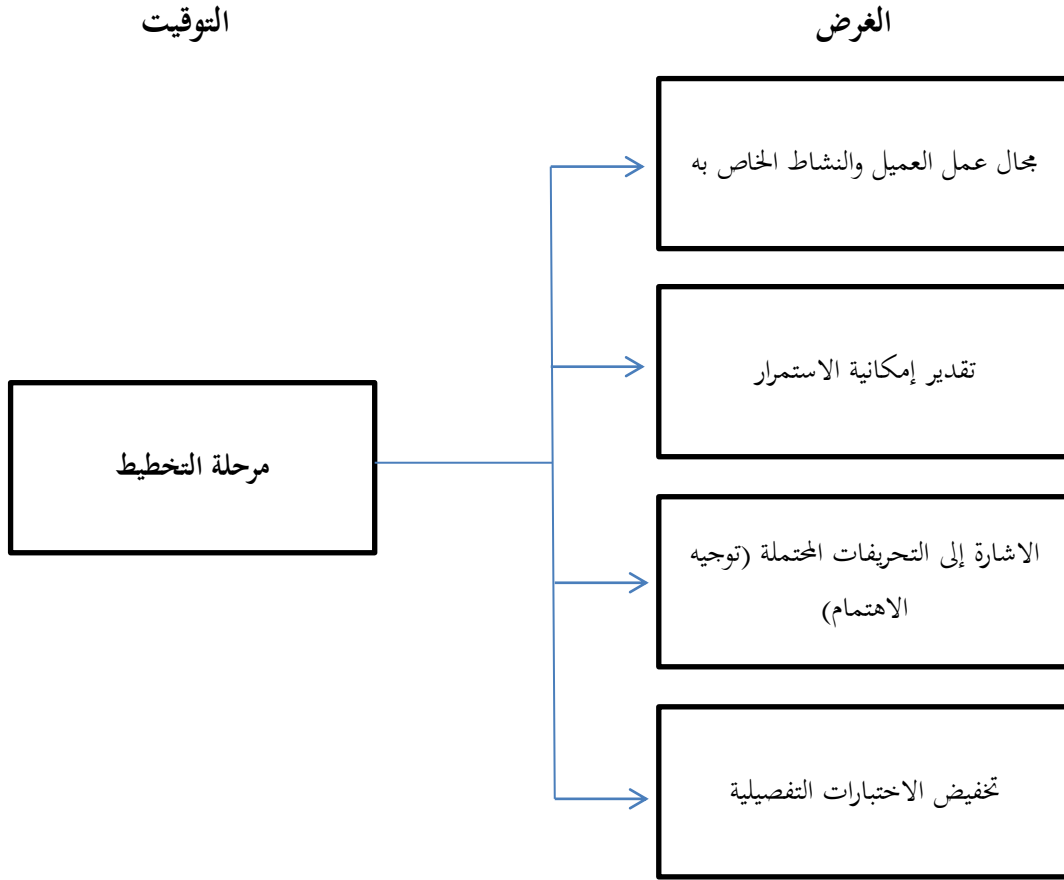 الغرض
التوقيت
مجال عمل العميل والنشاط الخاص به
تقدير إمكانية الاستمرار
مرحلة التخطيط
الاشارة إلى التحريفات المحتملة (توجيه
الاهتمام)
تخفيض الاختبارات التفصيلية